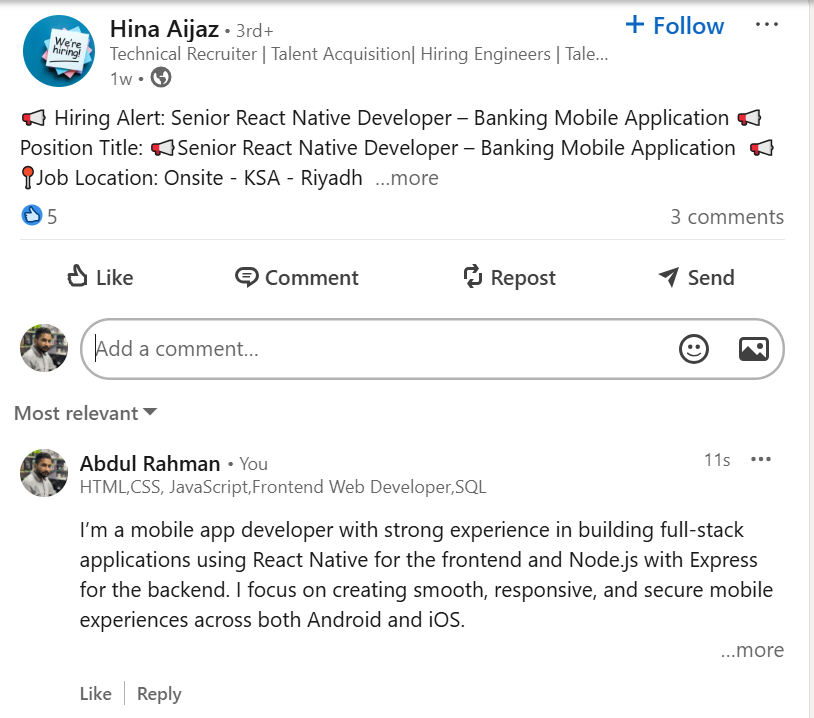 We're
hiring!
Hina Aijaz • 3rd+
+ Follow
Technical Recruiter | Talent Acquisition| Hiring Engineers | Tale...
1w •
📢 Hiring Alert: Senior React Native Developer – Banking Mobile Application 📢
Position Title: 📢Senior React Native Developer – Banking Mobile Application 📢
📍Job Location: Onsite - KSA - Riyadh ...more
5
3 comments
Like
Comment
Repost
Send
Add a comment...
Most relevant
Abdul Rahman • You
11s
HTML,CSS, JavaScript,Frontend Web Developer,SQL
I’m a mobile app developer with strong experience in building full-stack
applications using React Native for the frontend and Node.js with Express
for the backend. I focus on creating smooth, responsive, and secure mobile
experiences across both Android and iOS.
...more
Like
Reply